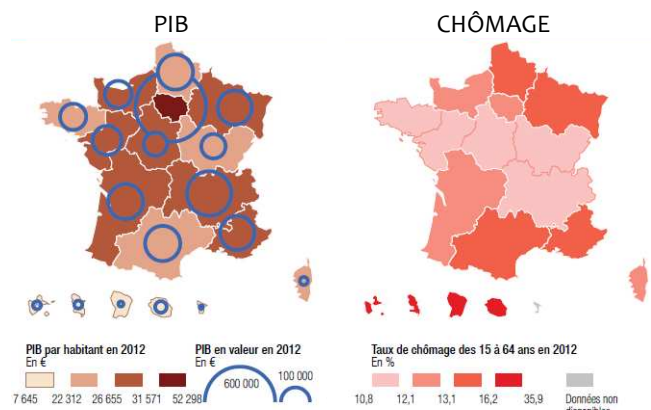 PIB CHÔMAGE
PIB par habitant en 2012
En €
7 645 22 312 26 655 31 571 52 298
PIB en valeur en 2012
En €
600 000
100 000
Taux de chômage des 15 à 64 ans en 2012
En %
10,8 12,1 13,1 16,2 35,9
Données non